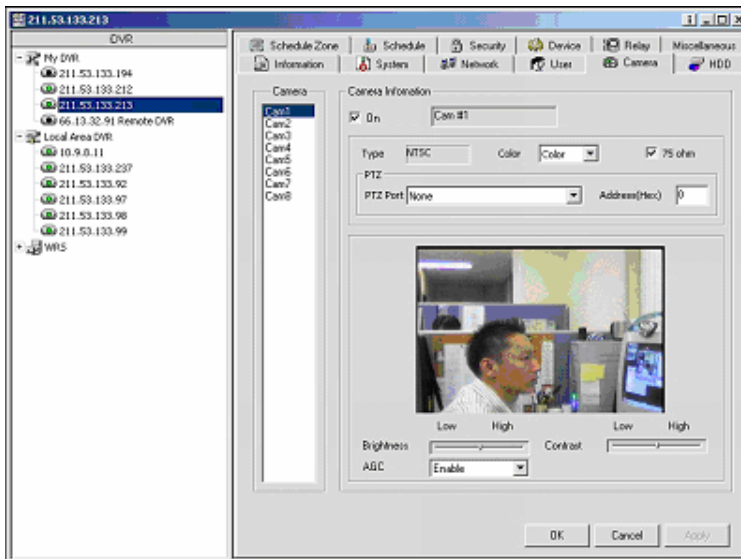 211.53.133.213
DVR
My DVR
211.53.133.194
211.53.133.212
211.53.133.213
66.13.32.91 Remote DVR
Local Area DVR
10.9.0.11
211.53.133.237
211.53.133.92
211.53.133.97
211.53.133.98
211.53.133.99
WRS
Schedule Zone Schedule Security Device Relay Miscellaneous
Information System Network User Camera HDD
Camera
Cam1
Cam2
Cam3
Cam4
Cam5
Cam6
Cam7
Cam8
Camera Infomation
On Cam #1
Type NTSC Color Color 75 ohm
PTZ
PTZ Port None Address(Hex) 0
Low High Low High
Brightness Contrast
AGC Enable
OK Cancel Apply